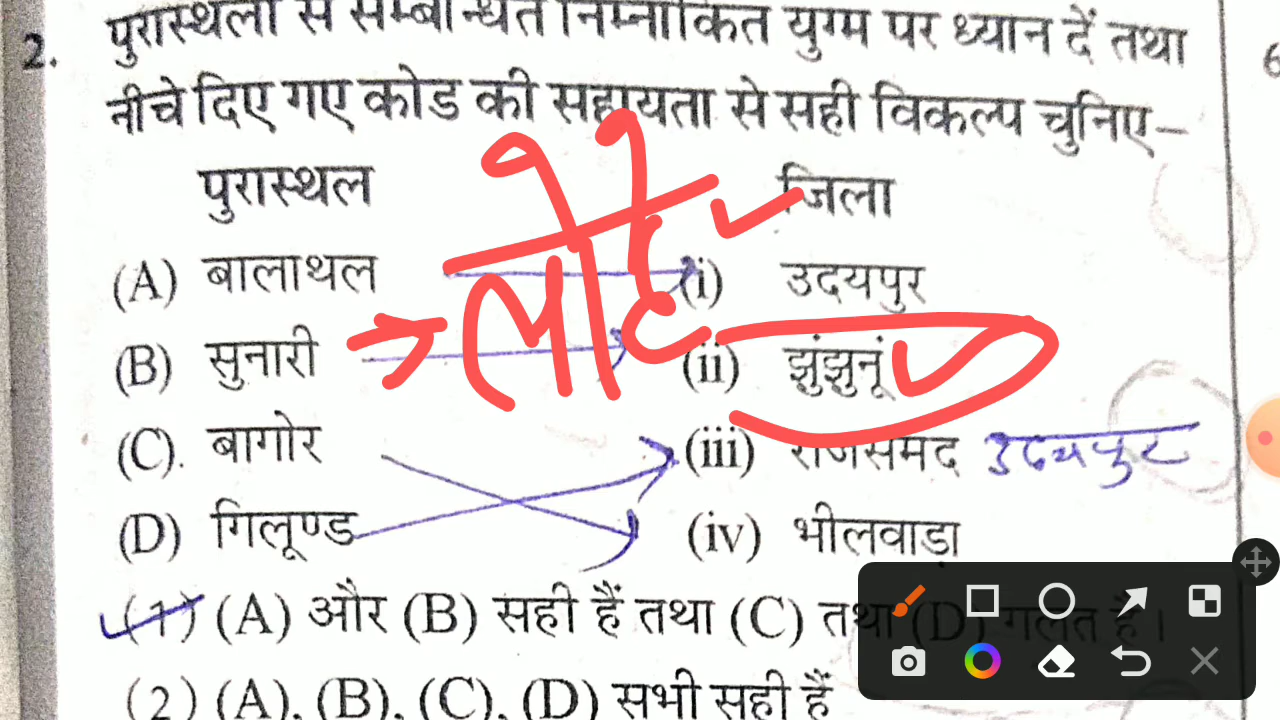 2. पुरास्थलों से सम्बन्धित निम्नांकित युग्म पर ध्यान दें तथा
नीचे दिए गए कोड की सहायता से सही विकल्प चुनिए–
पुरास्थल जिला
(A) बालाथल (i) उदयपुर
(B) सुनारी (ii) झुंझुनूं
(C). बागोर (iii) राजसमंद उदयपुर
(D) गिलूण्ड (iv) भीलवाड़ा
लौह
(1) (A) और (B) सही हैं तथा (C) तथा (D) गलत हैं।
(2) (A), (B), (C), (D) सभी सही हैं
6